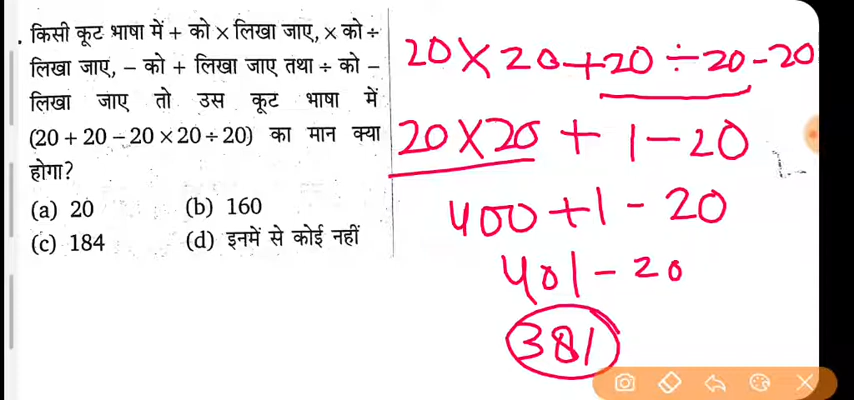 . किसी कूट भाषा में + को × लिखा जाए, × को ÷
लिखा जाए, – को + लिखा जाए तथा ÷ को –
लिखा जाए तो उस कूट भाषा में
(20 + 20 – 20 × 20 ÷ 20) का मान क्या
होगा?
(a) 20 (b) 160
(c) 184 (d) इनमें से कोई नहीं
20 × 20 + 20 ÷ 20 - 20
20 × 20 + 1 - 20
400 + 1 - 20
401 - 20
381